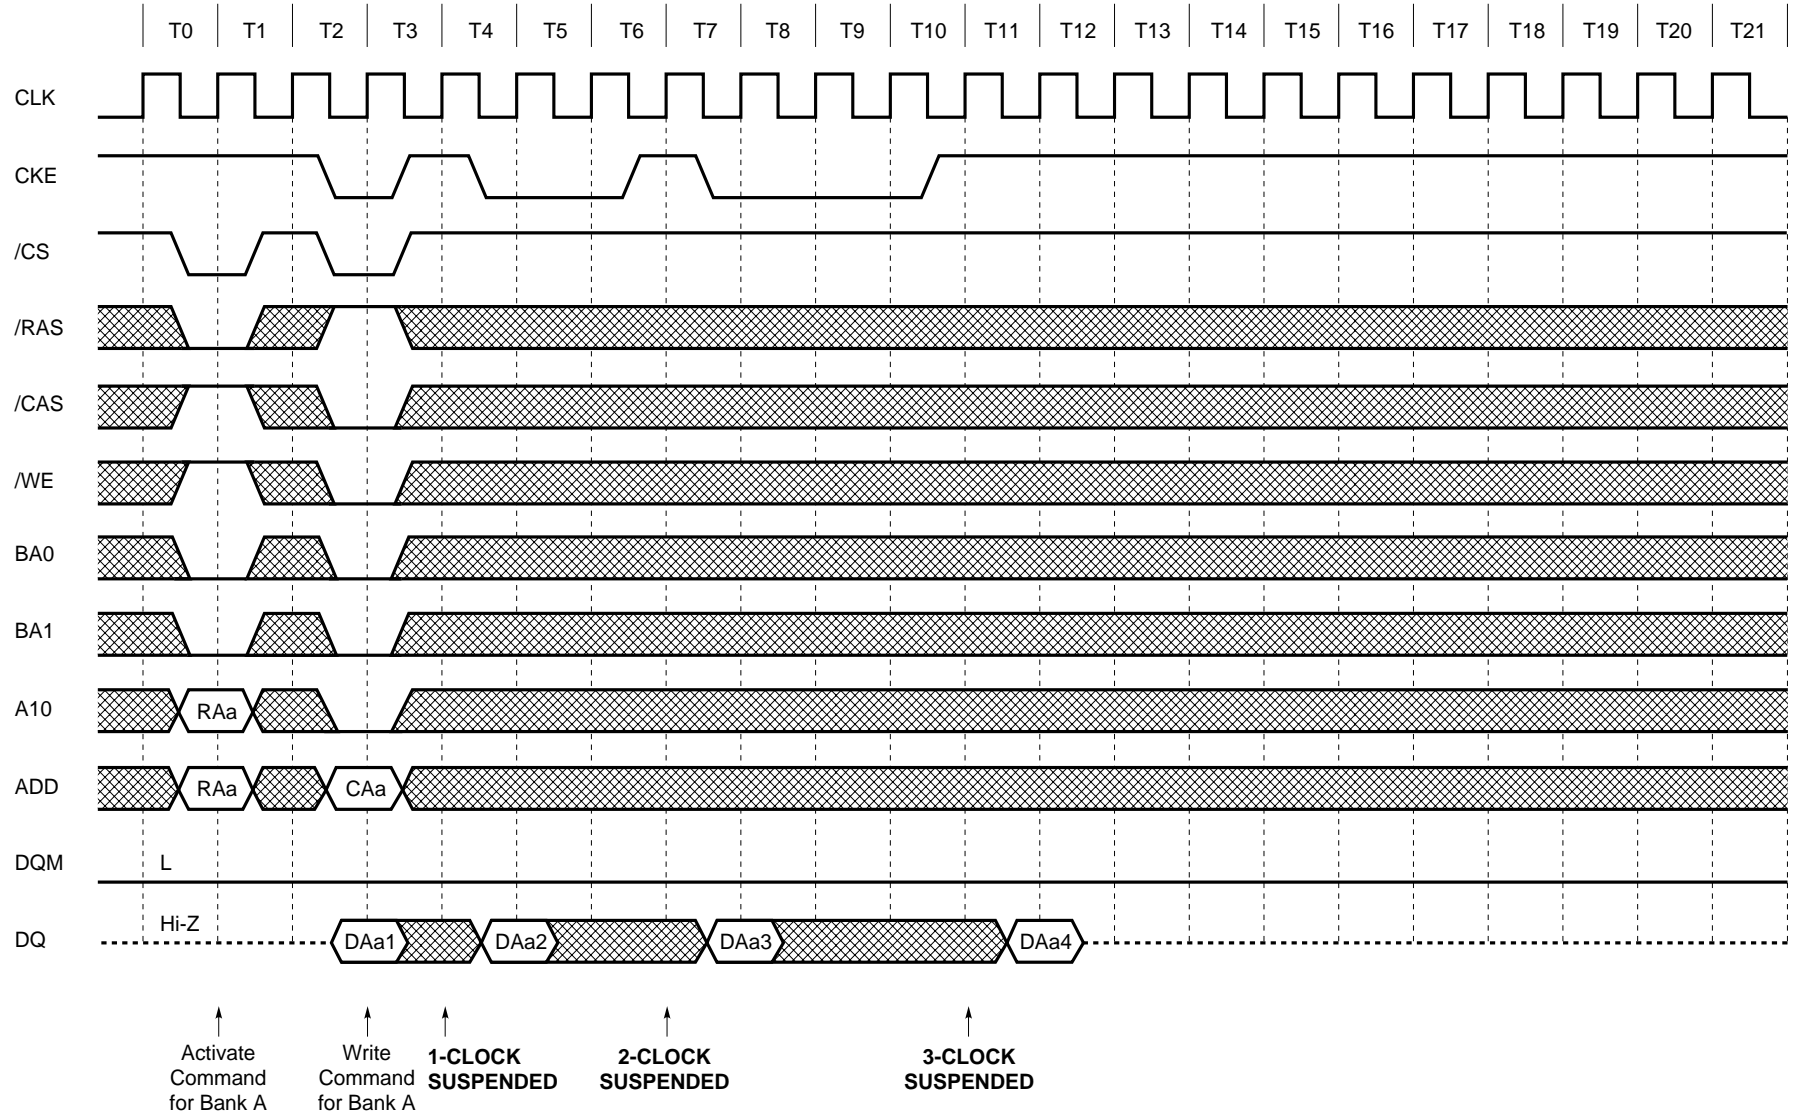 T0 T1 T2 T3 T4 T5 T6 T7 T8 T9 T10 T11 T12 T13 T14 T15 T16 T17 T18 T19 T20 T21
CLK
CKE
/CS
/RAS
/CAS
/WE
BA0
BA1
A10 RAa
ADD RAa CAa
DQM L
DQ Hi-Z DAa1 DAa2 DAa3 DAa4
Activate
Command
for Bank A
Write
Command
for Bank A
1-CLOCK
SUSPENDED
2-CLOCK
SUSPENDED
3-CLOCK
SUSPENDED